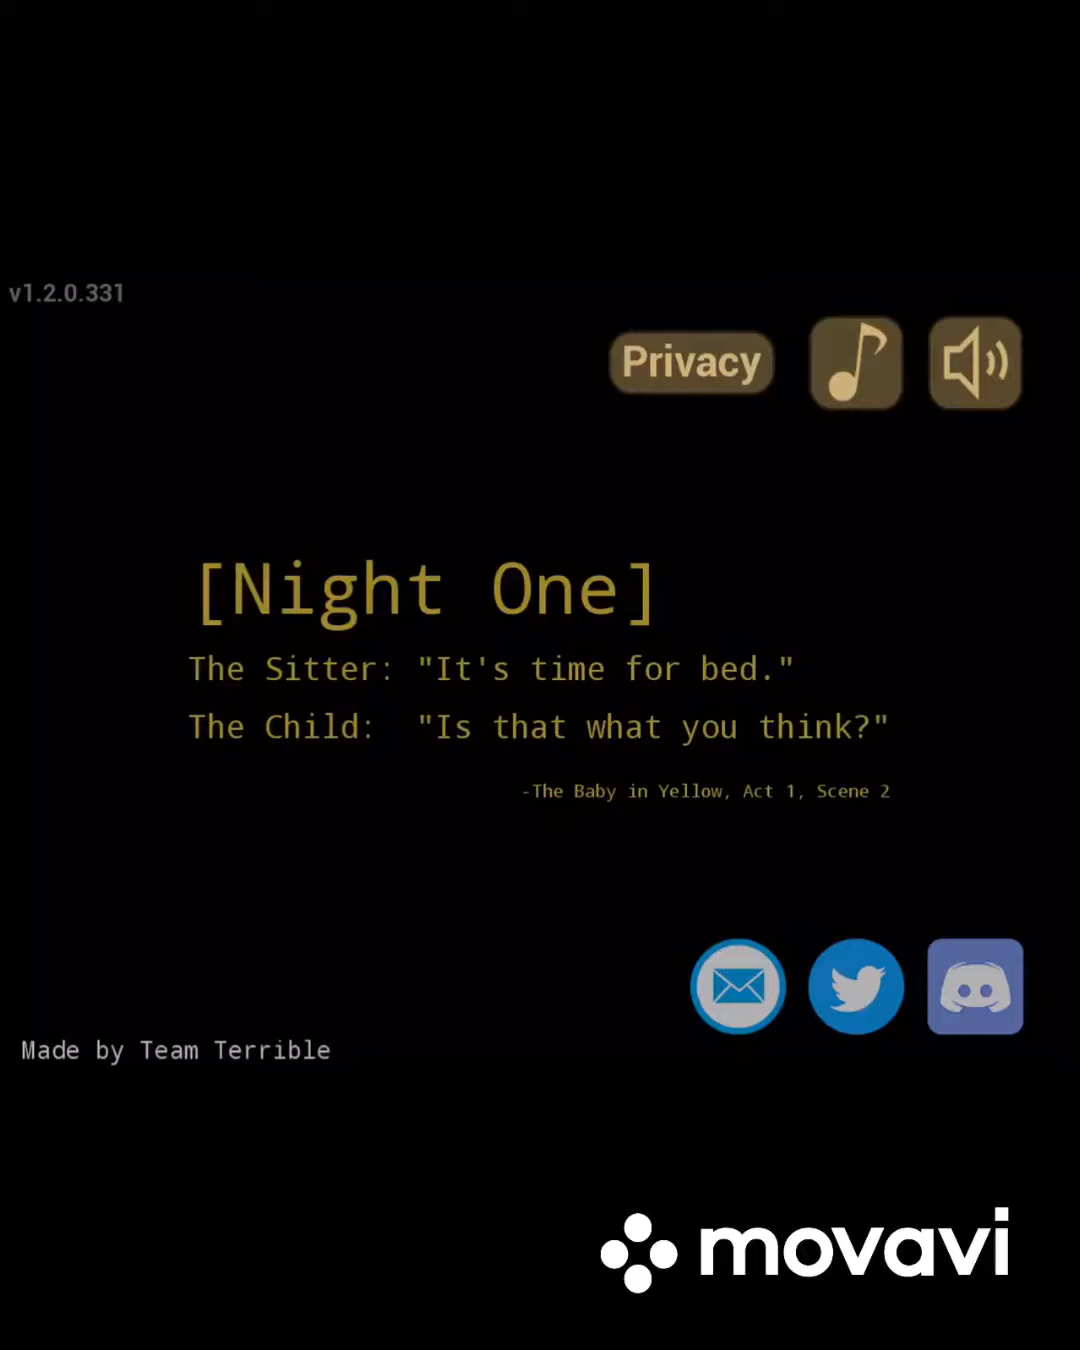 v1.2.0.331
Privacy
[Night One]
The Sitter: "It's time for bed."
The Child: "Is that what you think?"
-The Baby in Yellow, Act 1, Scene 2
Made by Team Terrible
movavi